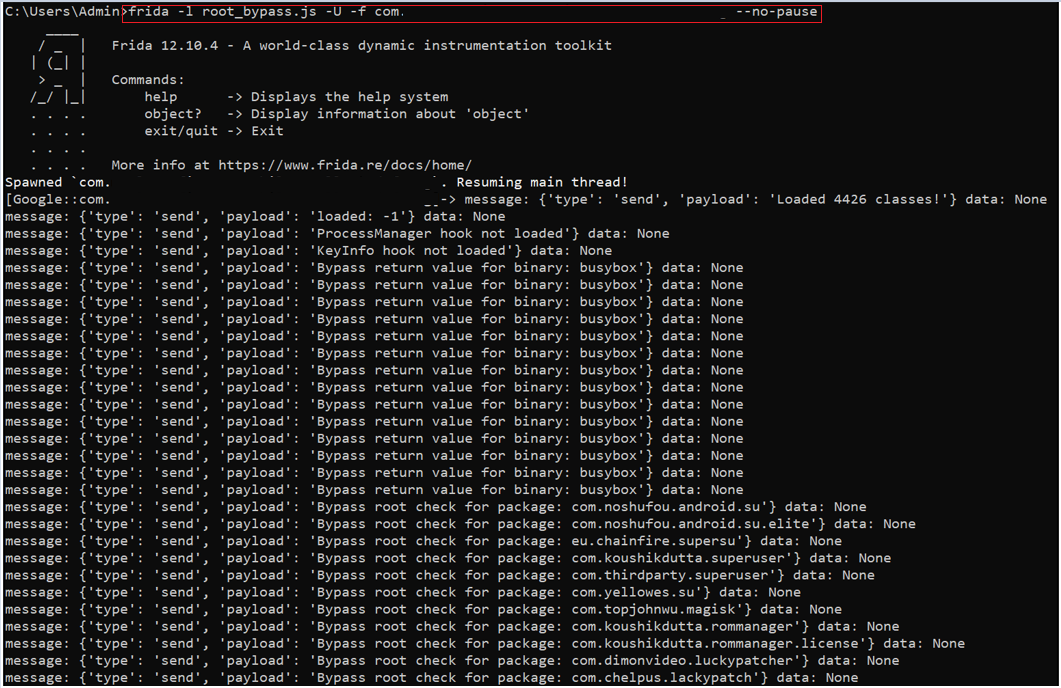 C:\Users\Admin>frida -l root_bypass.js -U -f com. _ --no-pause
____
/ _ | Frida 12.10.4 - A world-class dynamic instrumentation toolkit
| (_| |
> _ | Commands:
/_/ |_| help -> Displays the help system
. . . . object? -> Display information about 'object'
. . . . exit/quit -> Exit
. . . .
. . . . More info at https://www.frida.re/docs/home/
Spawned `com. . Resuming main thread!
[Google::com. -> message: {'type': 'send', 'payload': 'Loaded 4426 classes!'} data: None
message: {'type': 'send', 'payload': 'loaded: -1'} data: None
message: {'type': 'send', 'payload': 'ProcessManager hook not loaded'} data: None
message: {'type': 'send', 'payload': 'KeyInfo hook not loaded'} data: None
message: {'type': 'send', 'payload': 'Bypass return value for binary: busybox'} data: None
message: {'type': 'send', 'payload': 'Bypass return value for binary: busybox'} data: None
message: {'type': 'send', 'payload': 'Bypass return value for binary: busybox'} data: None
message: {'type': 'send', 'payload': 'Bypass return value for binary: busybox'} data: None
message: {'type': 'send', 'payload': 'Bypass return value for binary: busybox'} data: None
message: {'type': 'send', 'payload': 'Bypass return value for binary: busybox'} data: None
message: {'type': 'send', 'payload': 'Bypass return value for binary: busybox'} data: None
message: {'type': 'send', 'payload': 'Bypass return value for binary: busybox'} data: None
message: {'type': 'send', 'payload': 'Bypass return value for binary: busybox'} data: None
message: {'type': 'send', 'payload': 'Bypass return value for binary: busybox'} data: None
message: {'type': 'send', 'payload': 'Bypass return value for binary: busybox'} data: None
message: {'type': 'send', 'payload': 'Bypass return value for binary: busybox'} data: None
message: {'type': 'send', 'payload': 'Bypass return value for binary: busybox'} data: None
message: {'type': 'send', 'payload': 'Bypass return value for binary: busybox'} data: None
message: {'type': 'send', 'payload': 'Bypass root check for package: com.noshufou.android.su'} data: None
message: {'type': 'send', 'payload': 'Bypass root check for package: com.noshufou.android.su.elite'} data: None
message: {'type': 'send', 'payload': 'Bypass root check for package: eu.chainfire.supersu'} data: None
message: {'type': 'send', 'payload': 'Bypass root check for package: com.koushikdutta.superuser'} data: None
message: {'type': 'send', 'payload': 'Bypass root check for package: com.thirdparty.superuser'} data: None
message: {'type': 'send', 'payload': 'Bypass root check for package: com.yellowes.su'} data: None
message: {'type': 'send', 'payload': 'Bypass root check for package: com.topjohnwu.magisk'} data: None
message: {'type': 'send', 'payload': 'Bypass root check for package: com.koushikdutta.rommanager'} data: None
message: {'type': 'send', 'payload': 'Bypass root check for package: com.koushikdutta.rommanager.license'} data: None
message: {'type': 'send', 'payload': 'Bypass root check for package: com.dimonvideo.luckypatcher'} data: None
message: {'type': 'send', 'payload': 'Bypass root check for package: com.chelpus.lackypatch'} data: None